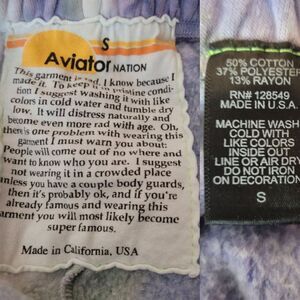 S
Aviator NATION
This garment is rad. I know because I
made it. To keep it in pristine condi-
tion I suggest washing it with like
colors in cold water and tumble dry
low. It will distress naturally and
become even more rad with age. Oh,
there is one problem with wearing this
garment I must warn you about:
People will come out of no where and
want to know who you are. I suggest
not wearing it in a crowded place
unless you have a couple body guards,
then it's probably ok, and if you're
already famous and wearing this
garment you will most likely become
super famous.
Made in California, USA
50% COTTON
37% POLYESTER
13% RAYON
RN# 128549
MADE IN U.S.A.
MACHINE WASH
COLD WITH
LIKE COLORS
INSIDE OUT
LINE OR AIR DRY
DO NOT IRON
ON DECORATION
S